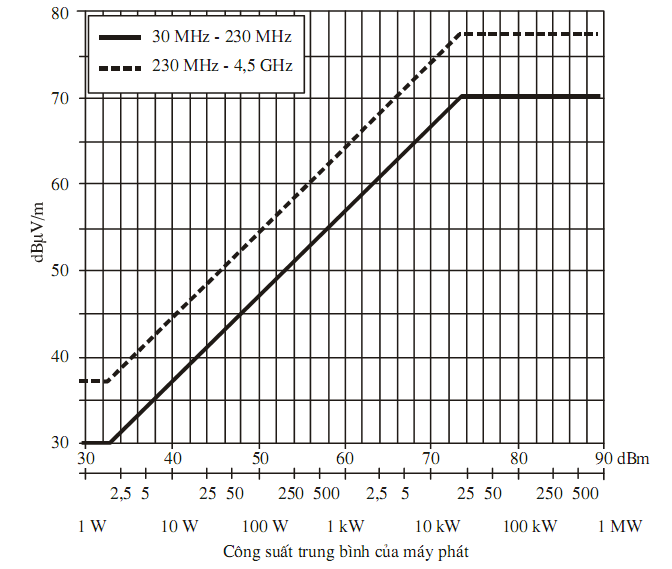 80
30 MHz - 230 MHz
230 MHz - 4,5 GHz
70
60
dBµV/m
50
40
30
30 40 50 60 70 80 90 dBm
2,5 5 25 50 250 500 2,5 5 25 50 250 500
1 W 10 W 100 W 1 kW 10 kW 100 kW 1 MW
Công suất trung bình của máy phát